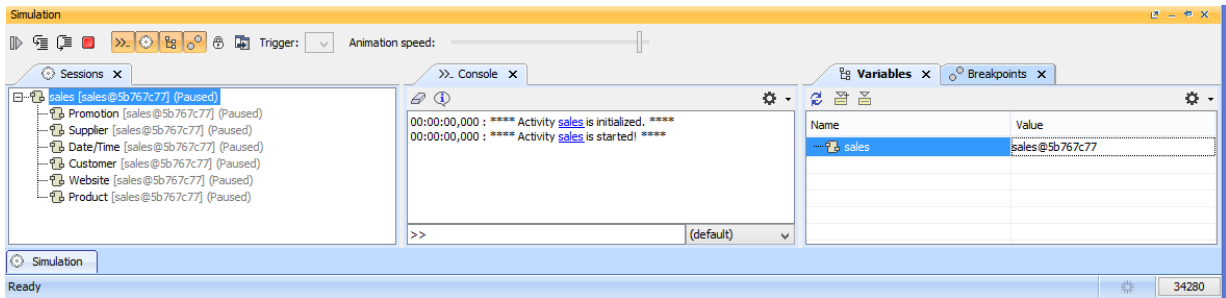 Simulation
Trigger: Animation speed:
Sessions
sales [sales@5b767c77] (Paused)
Promotion [sales@5b767c77] (Paused)
Supplier [sales@5b767c77] (Paused)
Date/Time [sales@5b767c77] (Paused)
Customer [sales@5b767c77] (Paused)
Website [sales@5b767c77] (Paused)
Product [sales@5b767c77] (Paused)
>>_ Console
00:00:00,000 : **** Activity sales is initialized. ****
00:00:00,000 : **** Activity sales is started! ****
>> (default)
Variables Breakpoints
Name Value
sales sales@5b767c77
Simulation
Ready 34280